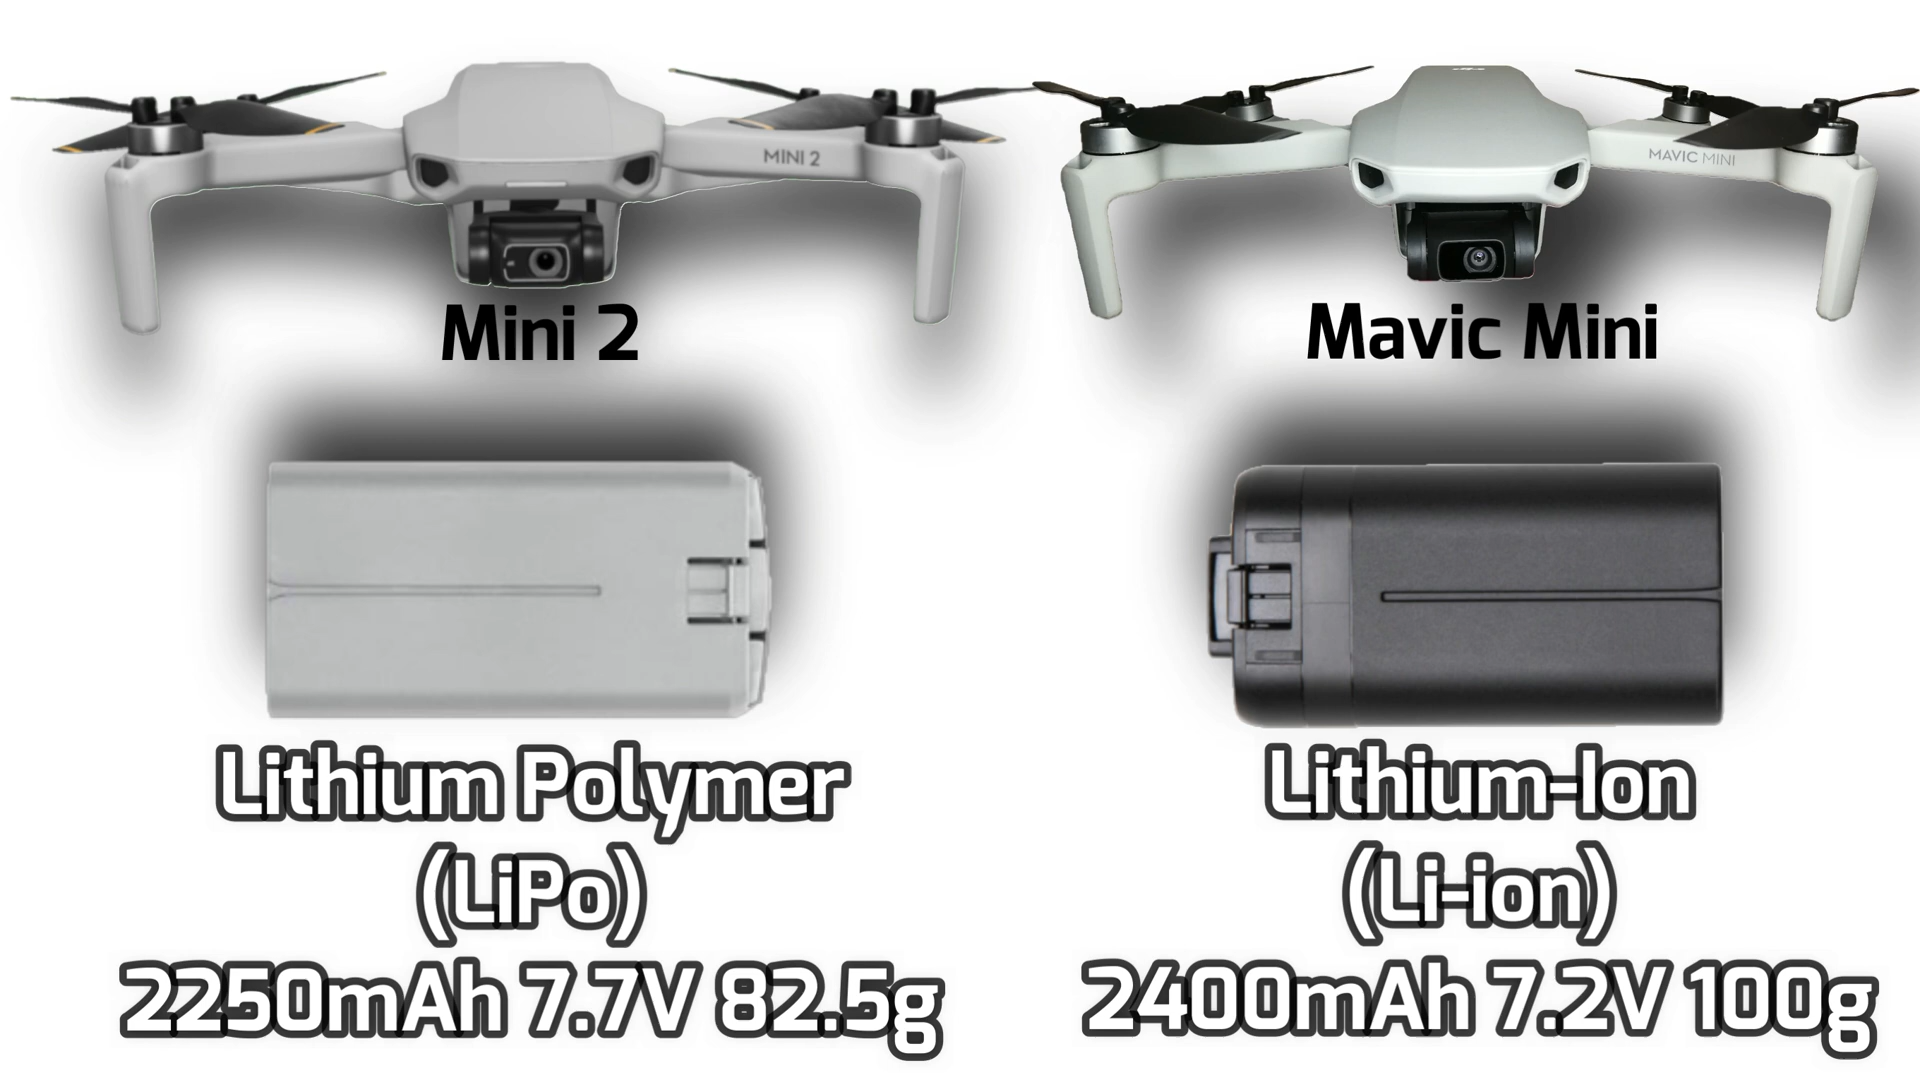 MINI 2
MAVIC MINI
Mini 2
Mavic Mini
Lithium Polymer
(LiPo)
2250mAh 7.7V 82.5g
Lithium-Ion
(Li-ion)
2400mAh 7.2V 100g